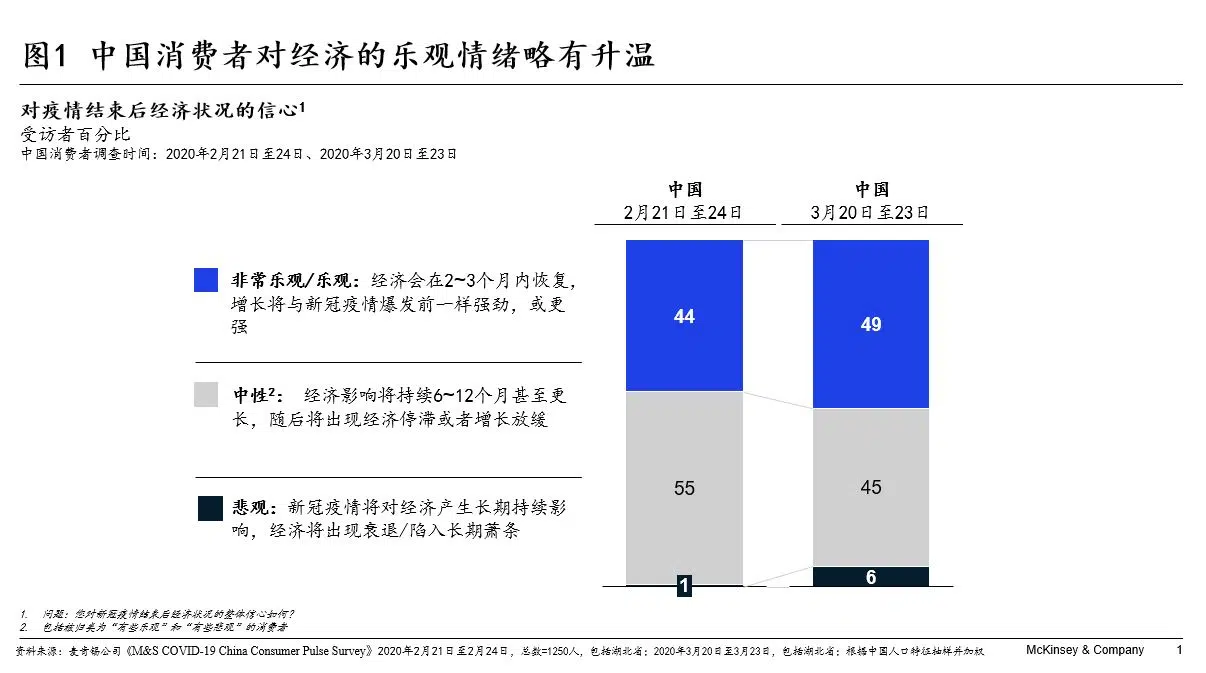 图1 中国消费者对经济的乐观情绪略有升温
对疫情结束后经济状况的信心1
受访者百分比
中国消费者调查时间：2020年2月21日至24日、2020年3月20日至23日
中国
2月21日至24日
中国
3月20日至23日
非常乐观/乐观：经济会在2~3个月内恢复，
增长将与新冠疫情爆发前一样强劲，或更
强
中性2： 经济影响将持续6~12个月甚至更
长，随后将出现经济停滞或者增长放缓
悲观：新冠疫情将对经济产生长期持续影
响，经济将出现衰退/陷入长期萧条
44
55
1
49
45
6
1. 问题：您对新冠疫情结束后经济状况的整体信心如何？
2. 包括被归类为“有些乐观”和“有些悲观”的消费者
资料来源：麦肯锡公司《M&S COVID-19 China Consumer Pulse Survey》2020年2月21日至2月24日，总数=1250人，包括湖北省；2020年3月20日至3月23日，包括湖北省；根据中国人口特征抽样并加权
McKinsey & Company 1